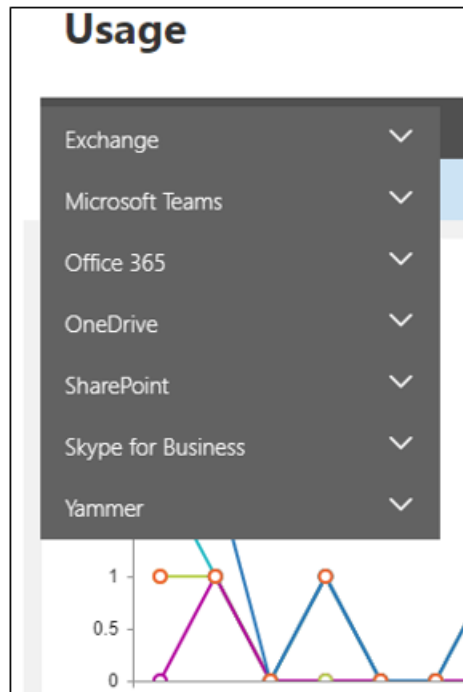 Usage
Exchange
Microsoft Teams
Office 365
OneDrive
SharePoint
Skype for Business
Yammer
1
0.5
0